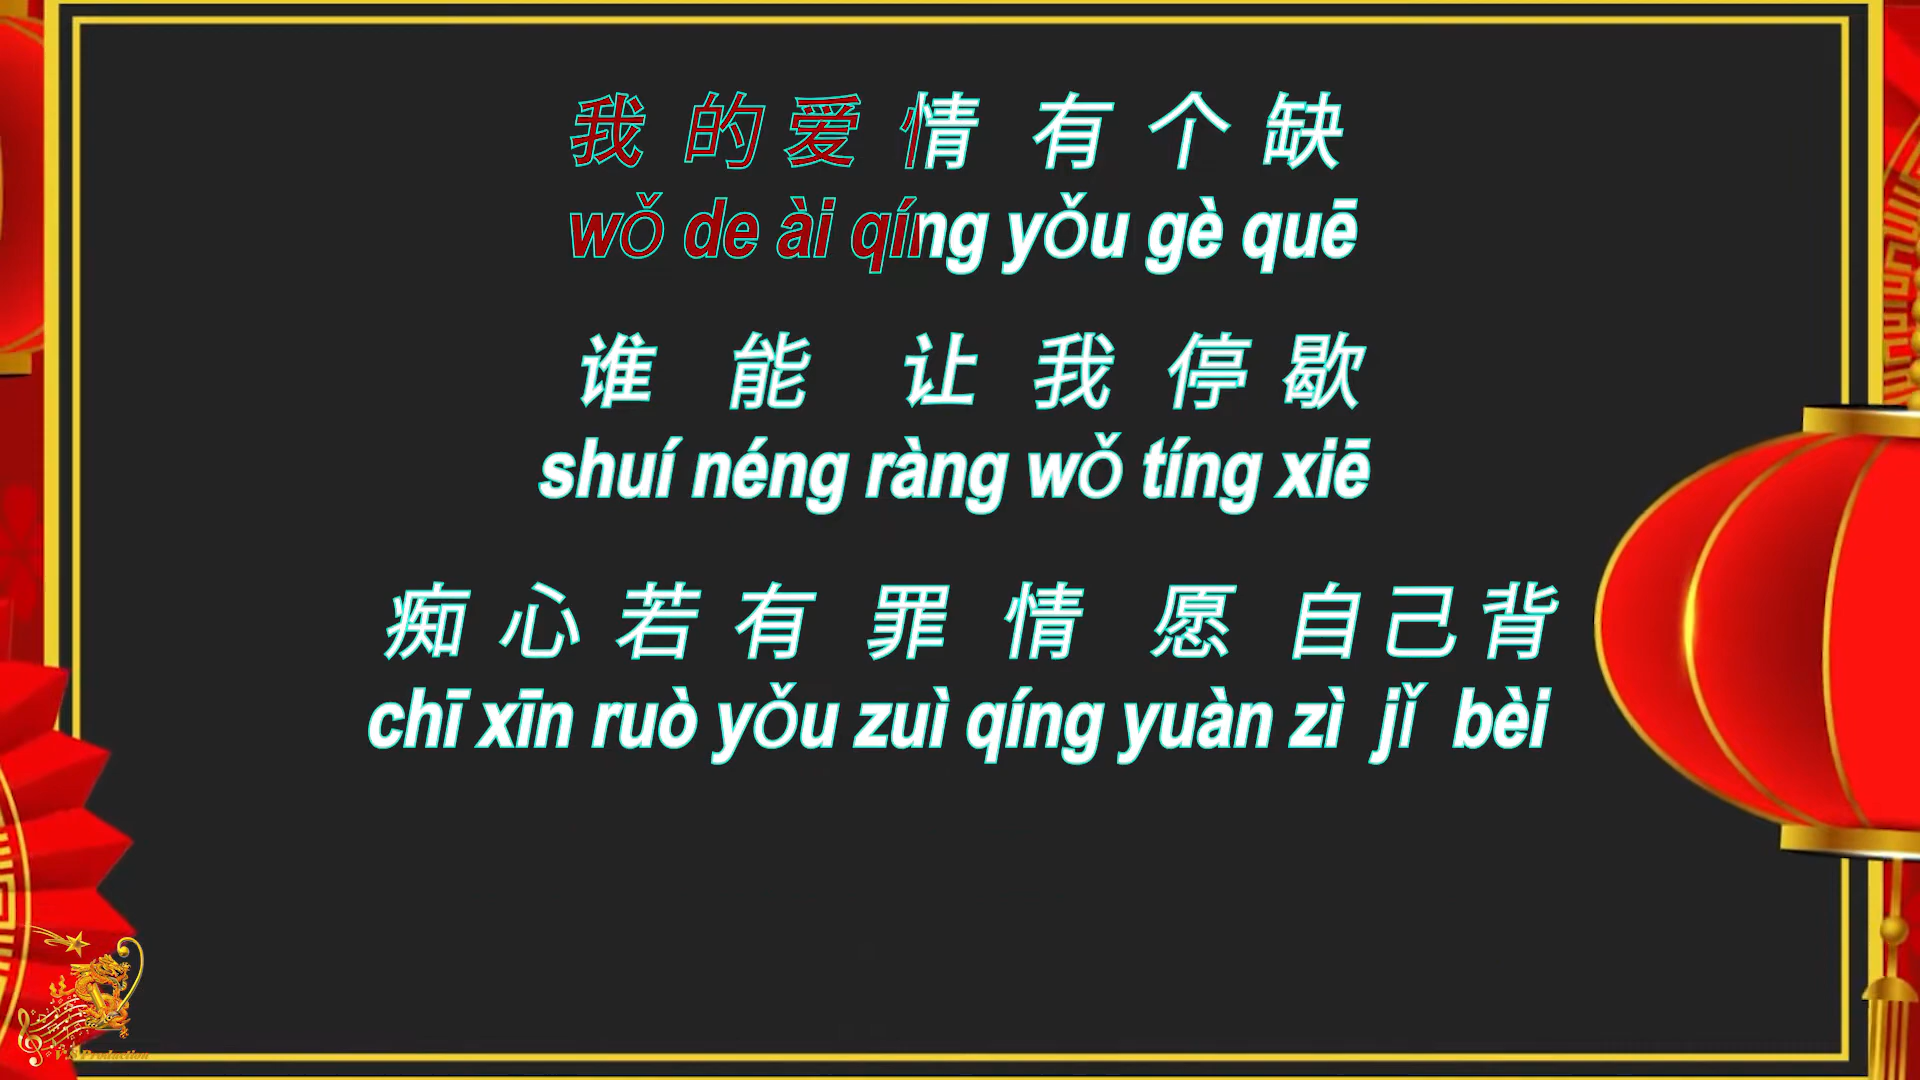 我的爱情有个缺
wǒ de ài qíng yǒu gè quē
谁能让我停歇
shuí néng ràng wǒ tíng xiē
痴心若有罪情愿自己背
chī xīn ruò yǒu zuì qíng yuàn zì jǐ bèi
V.S Production